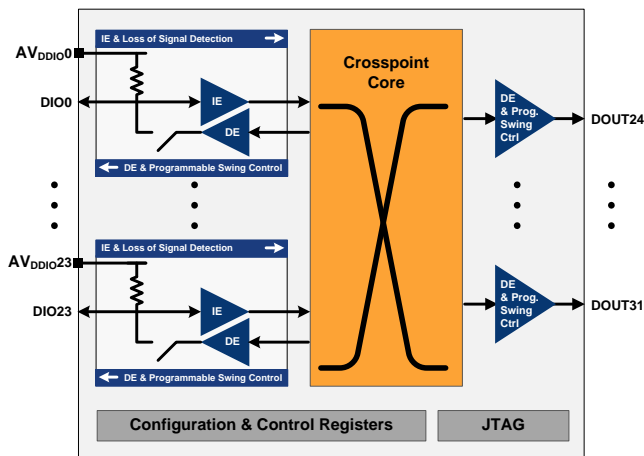 IE & Loss of Signal Detection
AVDDIO0
DIO0
IE
DE
DE & Programmable Swing Control
IE & Loss of Signal Detection
AVDDIO23
DIO23
IE
DE
DE & Programmable Swing Control
Crosspoint
Core
DE
& Prog.
Swing
Ctrl
DOUT24
DE
& Prog.
Swing
Ctrl
DOUT31
Configuration & Control Registers
JTAG